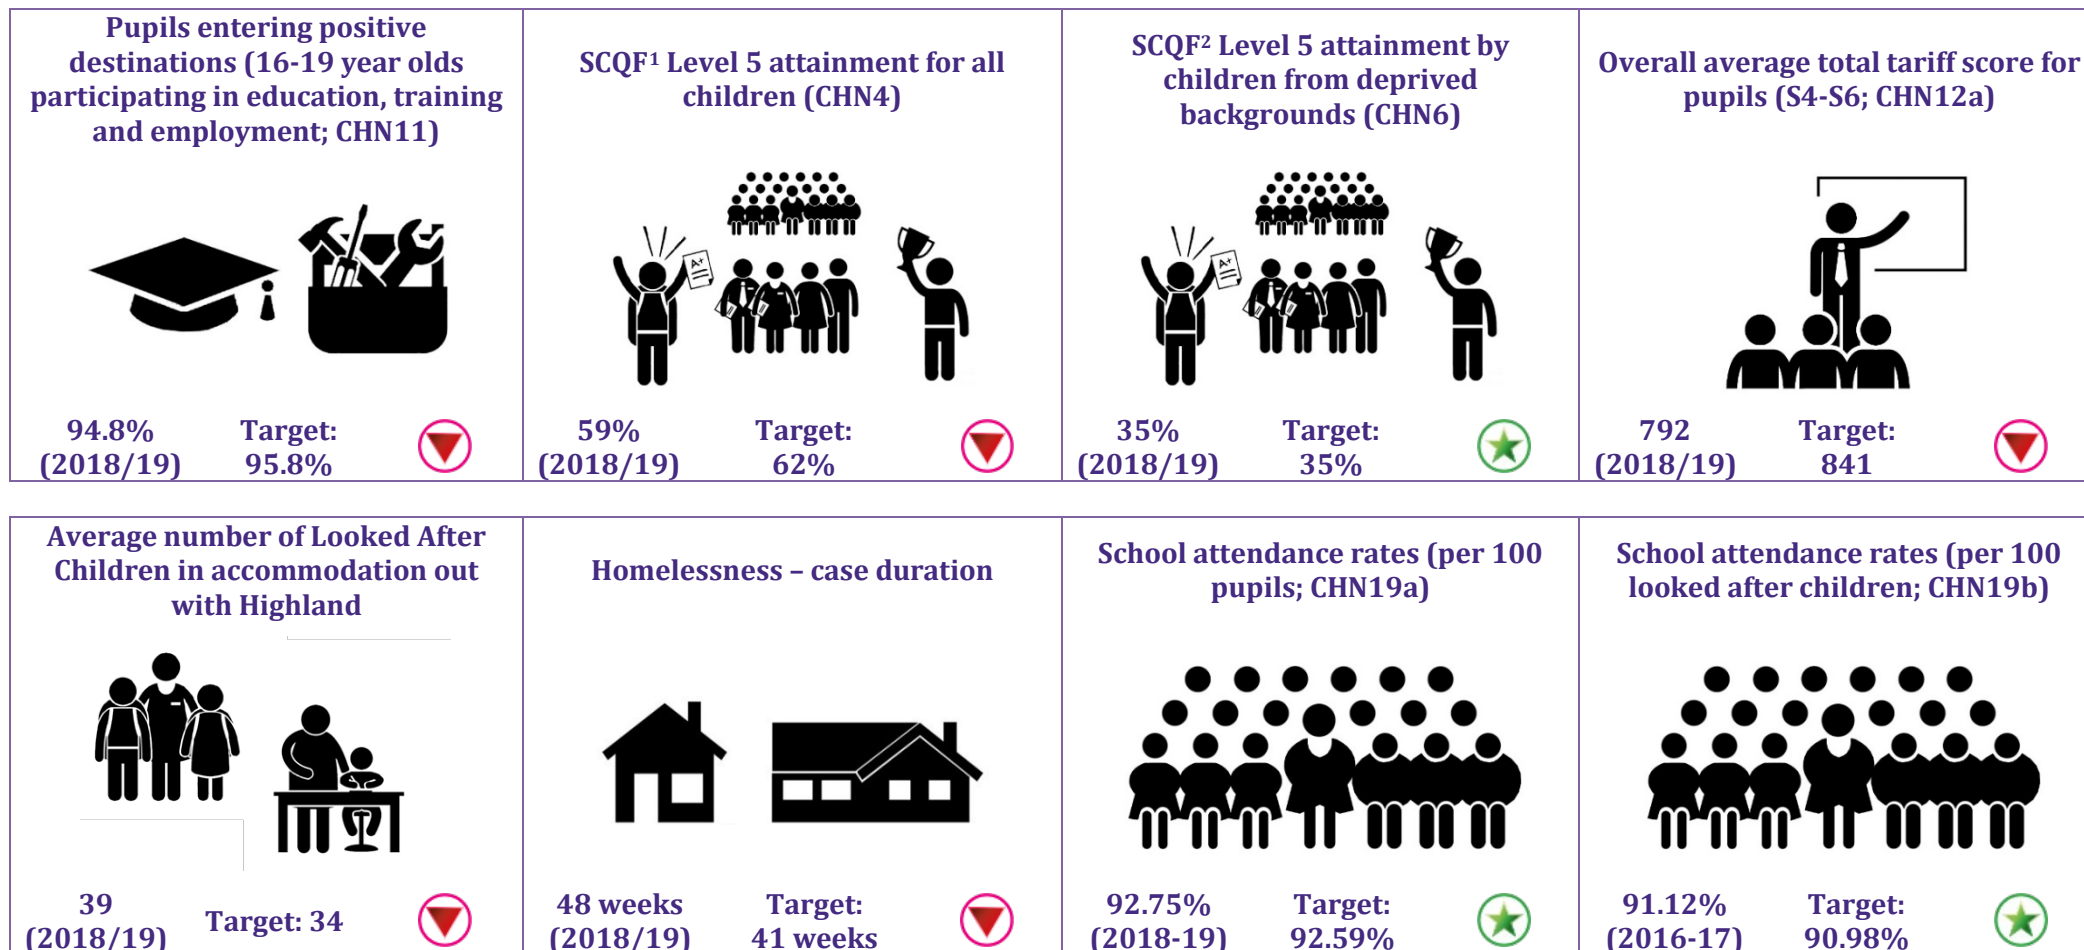 Pupils entering positive
destinations (16-19 year olds
participating in education, training
and employment; CHN11)
94.8%
(2018/19)
Target:
95.8%
SCQF¹ Level 5 attainment for all
children (CHN4)
A+
59%
(2018/19)
Target:
62%
SCQF² Level 5 attainment by
children from deprived
backgrounds (CHN6)
A+
35%
(2018/19)
Target:
35%
Overall average total tariff score for
pupils (S4-S6; CHN12a)
792
(2018/19)
Target:
841
Average number of Looked After
Children in accommodation out
with Highland
39
(2018/19)
Target: 34
Homelessness – case duration
48 weeks
(2018/19)
Target:
41 weeks
School attendance rates (per 100
pupils; CHN19a)
92.75%
(2018-19)
Target:
92.59%
School attendance rates (per 100
looked after children; CHN19b)
91.12%
(2016-17)
Target:
90.98%